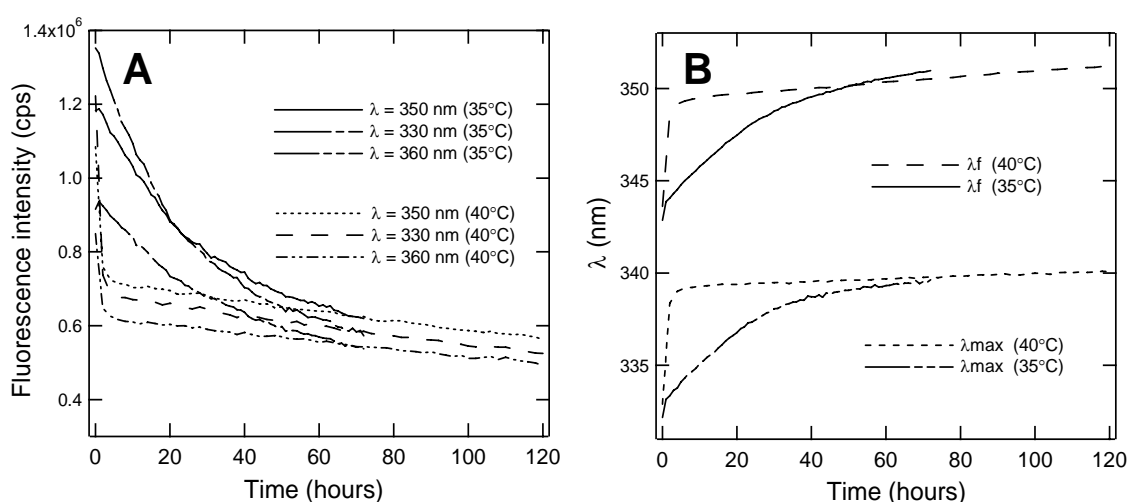 A
1.4x10⁶
1.2
1.0
0.8
0.6
0.4
Fluorescence intensity (cps)
λ = 350 nm (35°C)
λ = 330 nm (35°C)
λ = 360 nm (35°C)
λ = 350 nm (40°C)
λ = 330 nm (40°C)
λ = 360 nm (40°C)
0 20 40 60 80 100 120
Time (hours)
B
350
345
340
335
λ (nm)
λf (40°C)
λf (35°C)
λmax (40°C)
λmax (35°C)
0 20 40 60 80 100 120
Time (hours)